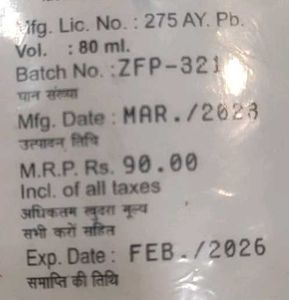 Mfg. Lic. No. : 275 AY. Pb.
Vol. : 80 ml.
Batch No. : ZFP-321
घान संख्या
Mfg. Date : MAR./2023
उत्पादन तिथि
M.R.P. Rs. 90.00
Incl. of all taxes
अधिकतम खुदरा मूल्य
सभी करों सहित
Exp. Date : FEB./2026
समाप्ति की तिथि